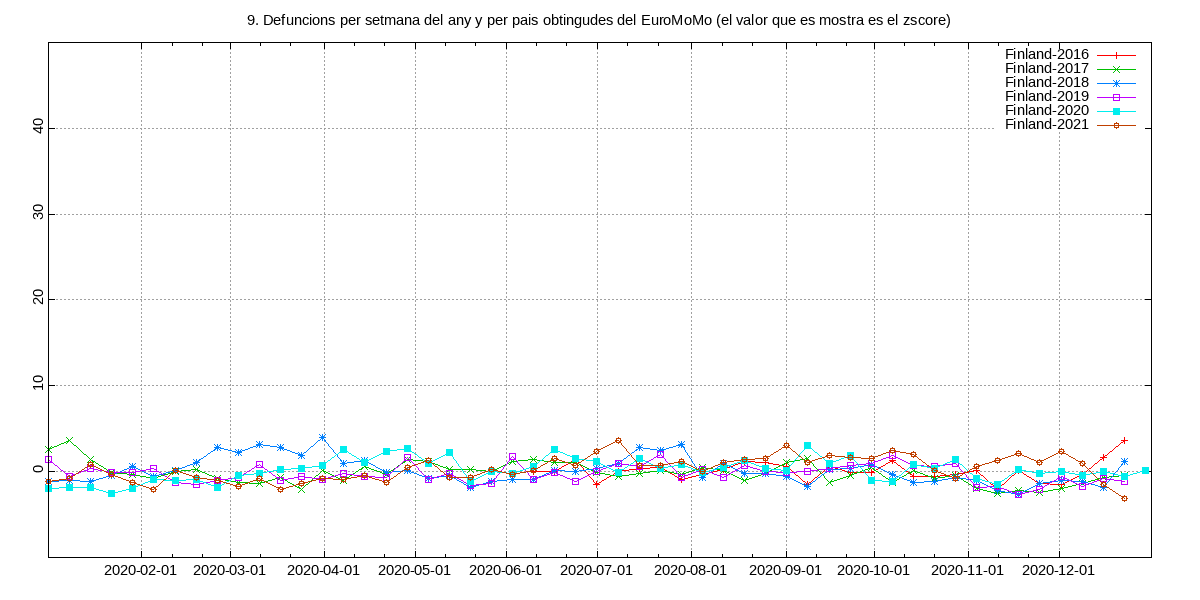 9. Defuncions per setmana del any y per pais obtingudes del EuroMoMo (el valor que es mostra es el zscore)
Finland-2016
Finland-2017
Finland-2018
Finland-2019
Finland-2020
Finland-2021
40
30
20
10
0
2020-02-01 2020-03-01 2020-04-01 2020-05-01 2020-06-01 2020-07-01 2020-08-01 2020-09-01 2020-10-01 2020-11-01 2020-12-01